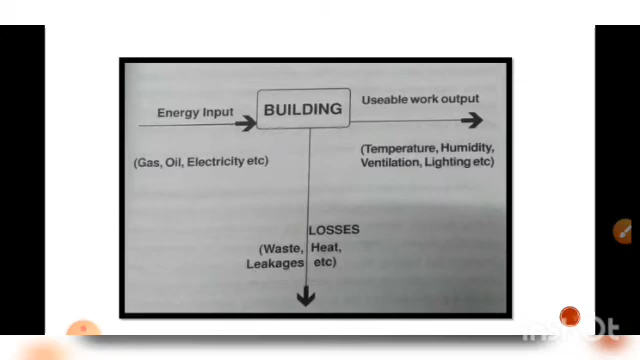 Energy Input
BUILDING
Useable work output
(Gas, Oil, Electricity etc)
(Temperature, Humidity,
Ventilation, Lighting etc)
LOSSES
(Waste, Heat,
Leakages etc)
InShOt